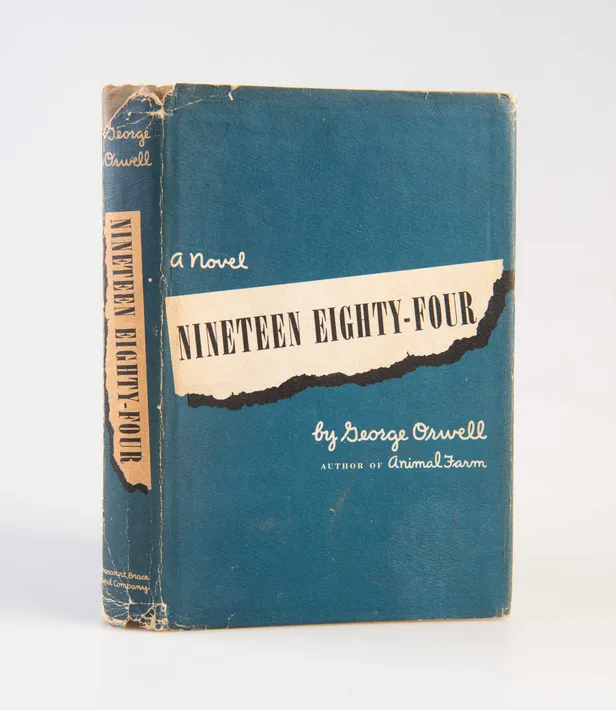 George
Orwell
NINETEEN EIGHTY-FOUR
Harcourt, Brace
and Company
A Novel
NINETEEN EIGHTY-FOUR
by George Orwell
AUTHOR OF Animal Farm